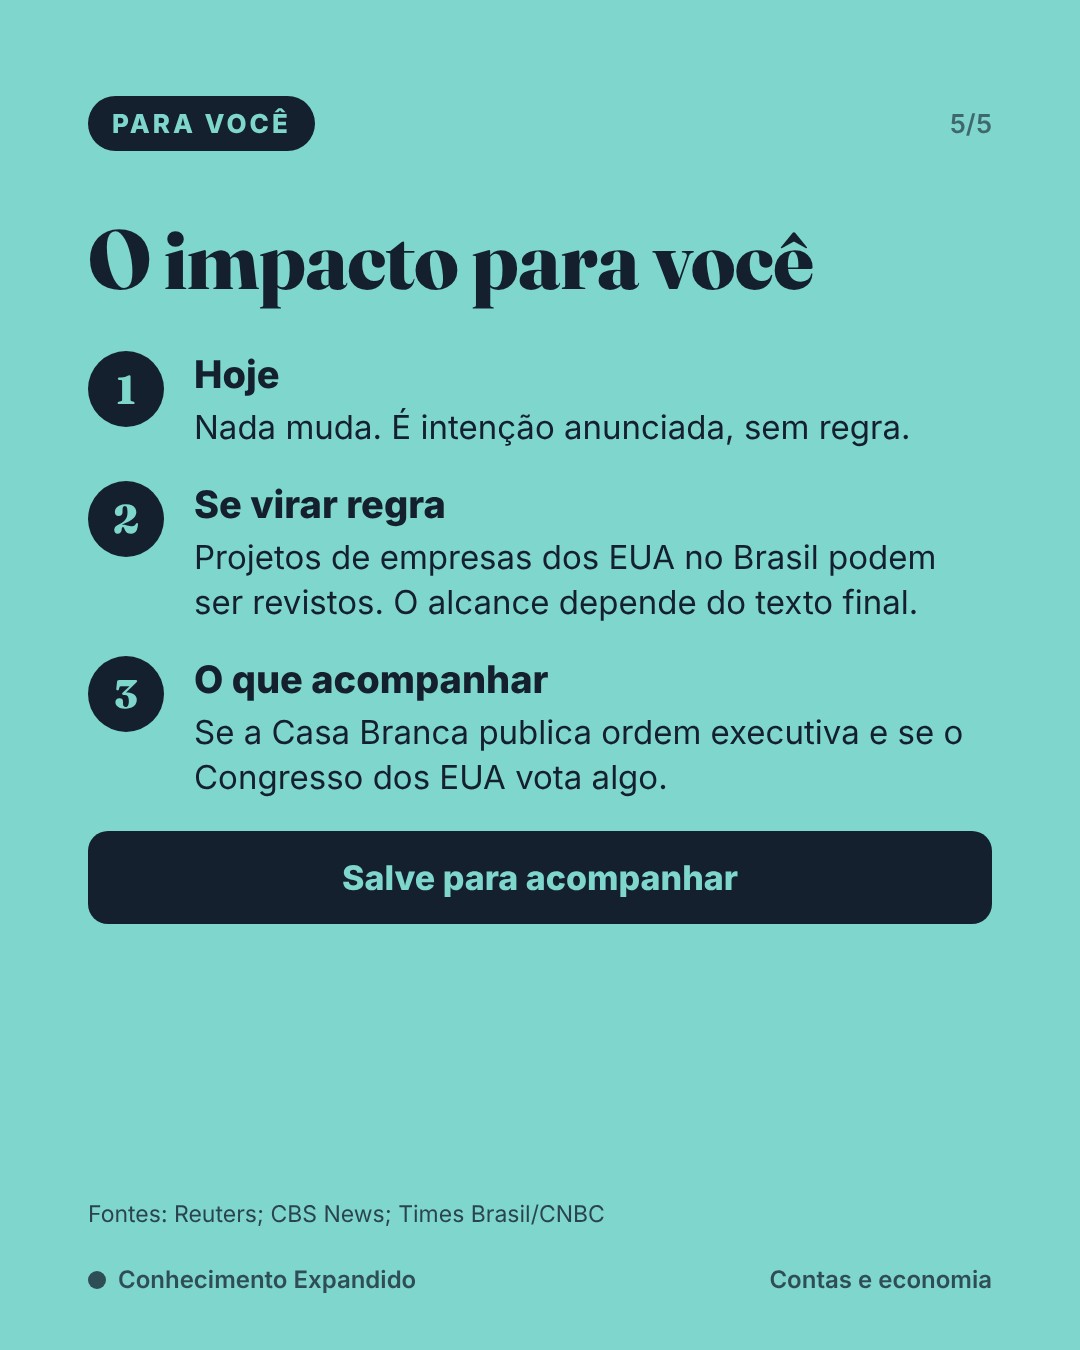 PARA VOCÊ
5/5
O impacto para você
1
Hoje
Nada muda. É intenção anunciada, sem regra.
2
Se virar regra
Projetos de empresas dos EUA no Brasil podem
ser revistos. O alcance depende do texto final.
3
O que acompanhar
Se a Casa Branca publica ordem executiva e se o
Congresso dos EUA vota algo.
Salve para acompanhar
Fontes: Reuters; CBS News; Times Brasil/CNBC
Conhecimento Expandido
Contas e economia